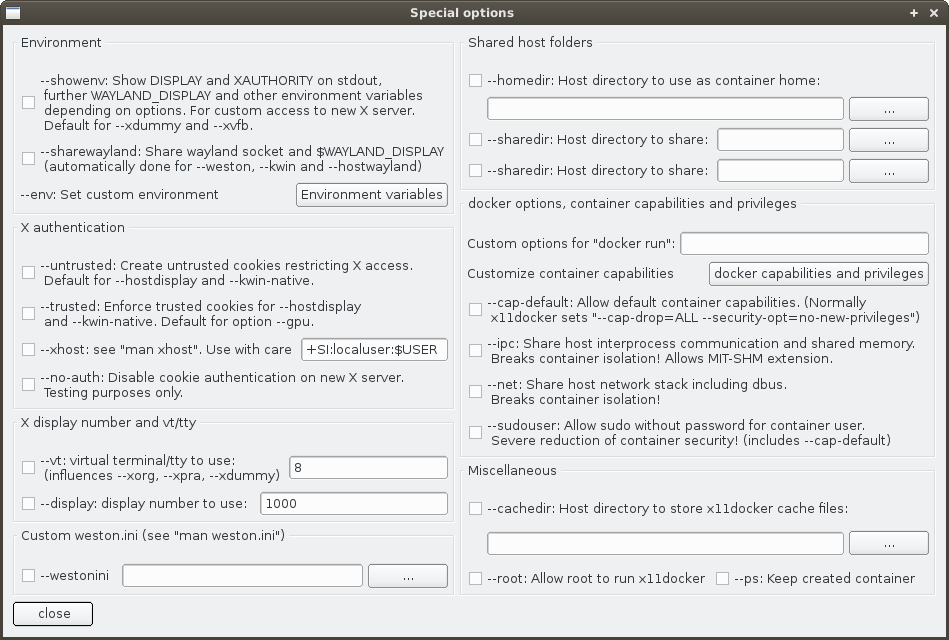 Special options
Environment
--showenv: Show DISPLAY and XAUTHORITY on stdout,
further WAYLAND_DISPLAY and other environment variables
depending on options. For custom access to new X server.
Default for --xdummy and --xvfb.
--sharewayland: Share wayland socket and $WAYLAND_DISPLAY
(automatically done for --weston, --kwin and --hostwayland)
--env: Set custom environment
Environment variables
X authentication
--untrusted: Create untrusted cookies restricting X access.
Default for --hostdisplay and --kwin-native.
--trusted: Enforce trusted cookies for --hostdisplay
and --kwin-native. Default for option --gpu.
--xhost: see "man xhost". Use with care
+SI:localuser:$USER
--no-auth: Disable cookie authentication on new X server.
Testing purposes only.
X display number and vt/tty
--vt: virtual terminal/tty to use:
(influences --xorg, --xpra, --xdummy)
8
--display: display number to use:
1000
Custom weston.ini (see "man weston.ini")
--westonini
...
close
Shared host folders
--homedir: Host directory to use as container home:
...
--sharedir: Host directory to share:
...
--sharedir: Host directory to share:
...
docker options, container capabilities and privileges
Custom options for "docker run":
Customize container capabilities
docker capabilities and privileges
--cap-default: Allow default container capabilities. (Normally
x11docker sets "--cap-drop=ALL --security-opt=no-new-privileges")
--ipc: Share host interprocess communication and shared memory.
Breaks container isolation! Allows MIT-SHM extension.
--net: Share host network stack including dbus.
Breaks container isolation!
--sudouser: Allow sudo without password for container user.
Severe reduction of container security! (includes --cap-default)
Miscellaneous
--cachedir: Host directory to store x11docker cache files:
...
--root: Allow root to run x11docker
--ps: Keep created container